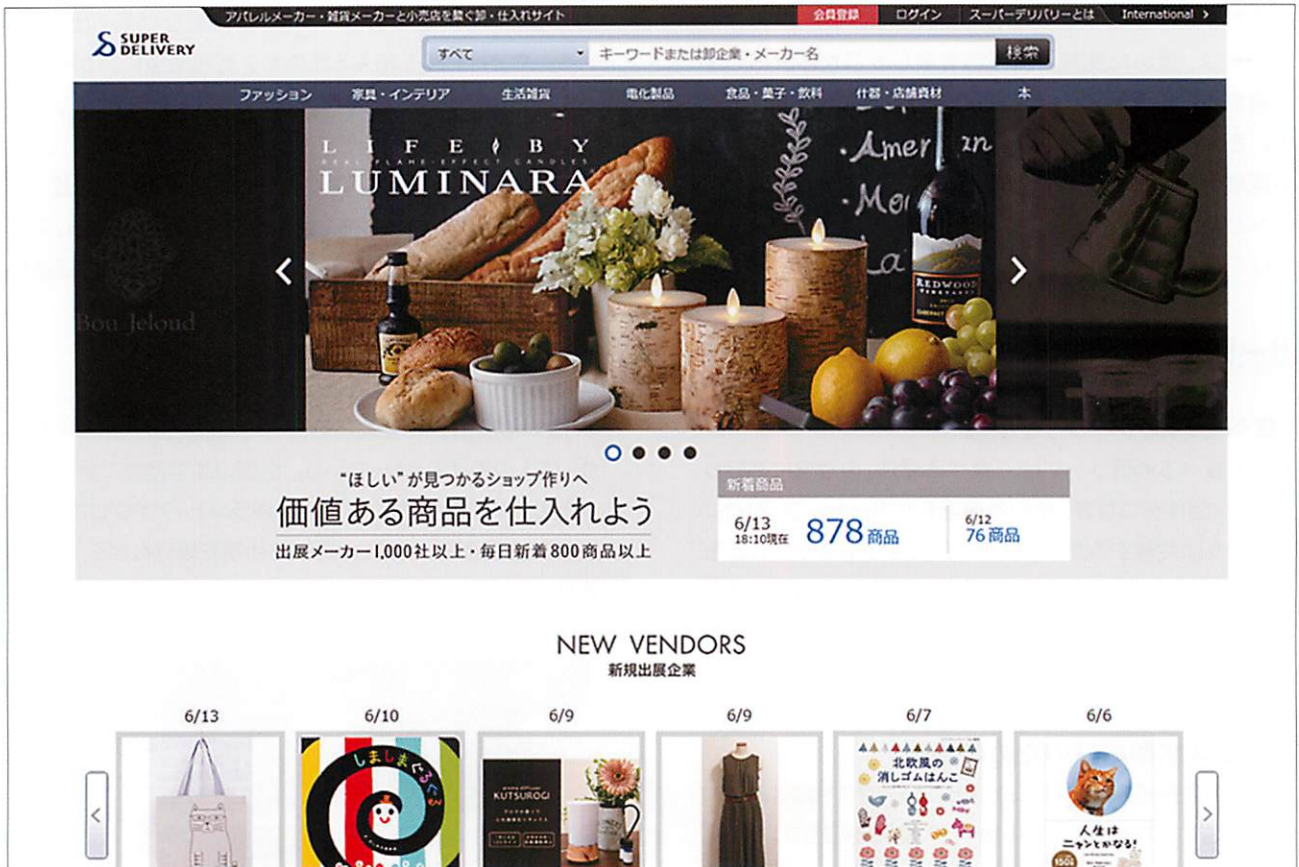 アパレルメーカー・雑貨メーカーと小売店を繋ぐ卸・仕入れサイト
会員登録 ログイン スーパーデリバリーとは International >
SUPER
DELIVERY
すべて キーワードまたは卸企業・メーカー名 検索
ファッション 家具・インテリア 生活雑貨 電化製品 食品・菓子・飲料 什器・店舗資材 本
LIFE BY
REAL FLAME-EFFECT CANDLES
LUMINARA
Amer
Bon Jeloud
REDWOOD
"ほしい"が見つかるショップ作りへ
価値ある商品を仕入れよう
出展メーカー1,000社以上・毎日新着800商品以上
新着商品
6/13
18:10現在
878商品
6/12
76商品
NEW VENDORS
新規出展企業
6/13 6/10 6/9 6/9 6/7 6/6
しましまぐるぐる
KUTSUROGI
北欧風の
消しゴムはんこ
人生は
ニャンとかなる!